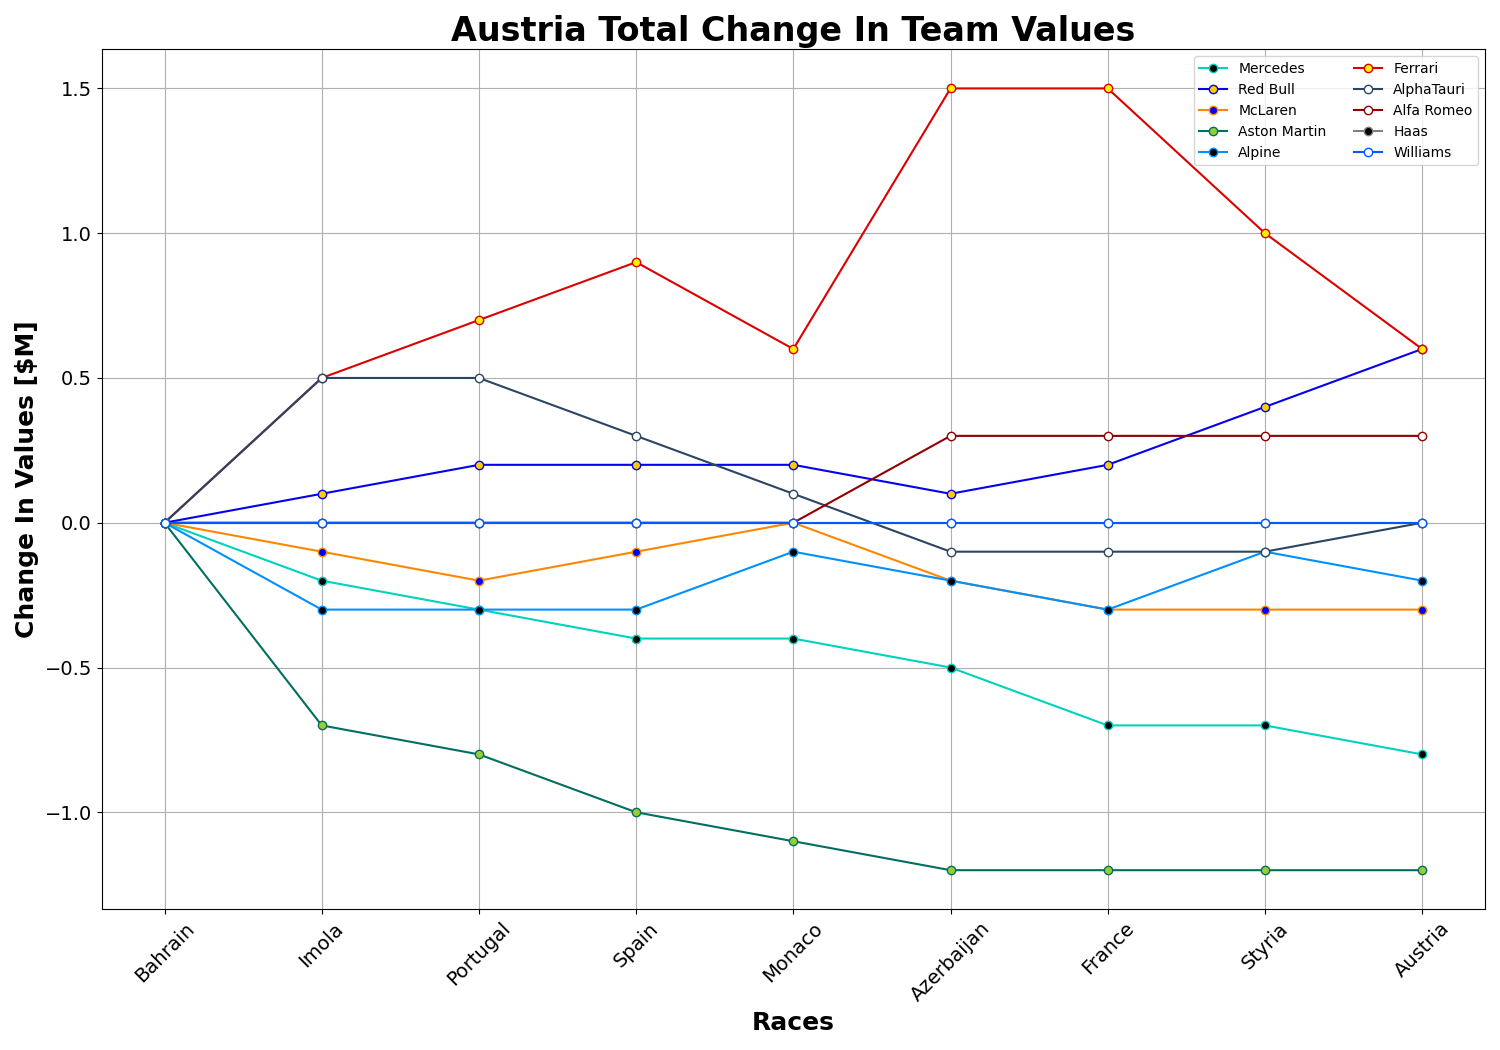 Austria Total Change In Team Values
Mercedes
Red Bull
McLaren
Aston Martin
Alpine
Ferrari
AlphaTauri
Alfa Romeo
Haas
Williams
Change In Values [$M]
1.5
1.0
0.5
0.0
−0.5
−1.0
Bahrain
Imola
Portugal
Spain
Monaco
Azerbaijan
France
Styria
Austria
Races